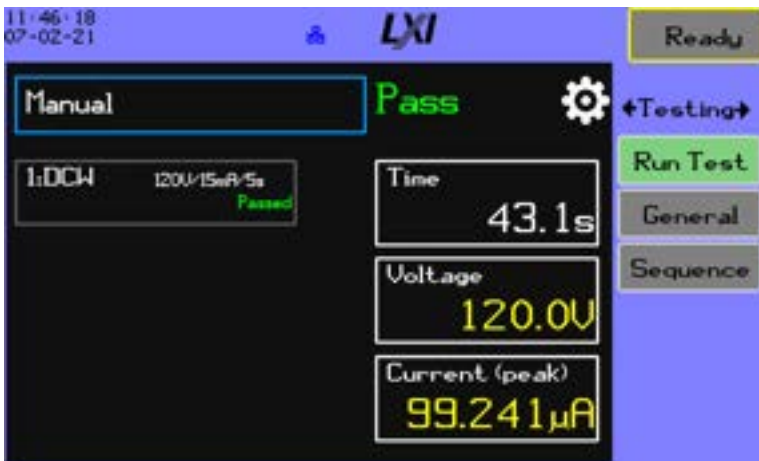 11:46:18
07-02-21
LXI
Ready
Manual
Pass
←Testing→
1:DCW 120V/15mA/5s
Passed
Run Test
General
Sequence
Time
43.1s
Voltage
120.0V
Current (peak)
99.241µA